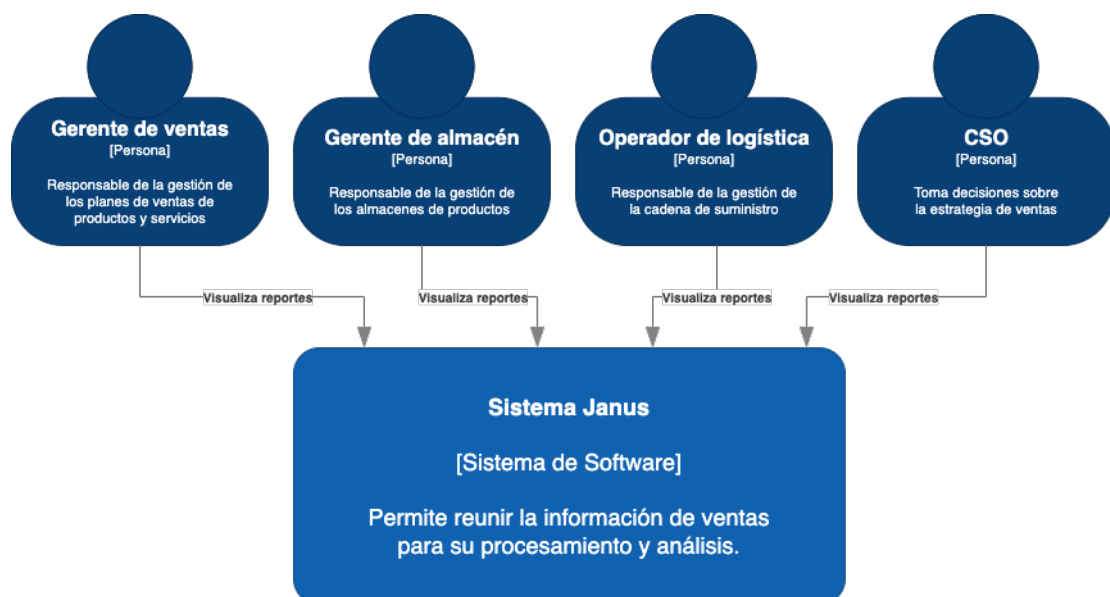 Gerente de ventas
[Persona]
Responsable de la gestión de
los planes de ventas de
productos y servicios
Gerente de almacén
[Persona]
Responsable de la gestión de
los almacenes de productos
Operador de logística
[Persona]
Responsable de la gestión de
la cadena de suministro
CSO
[Persona]
Toma decisiones sobre
la estrategia de ventas
Visualiza reportes
Visualiza reportes
Visualiza reportes
Visualiza reportes
Sistema Janus
[Sistema de Software]
Permite reunir la información de ventas
para su procesamiento y análisis.